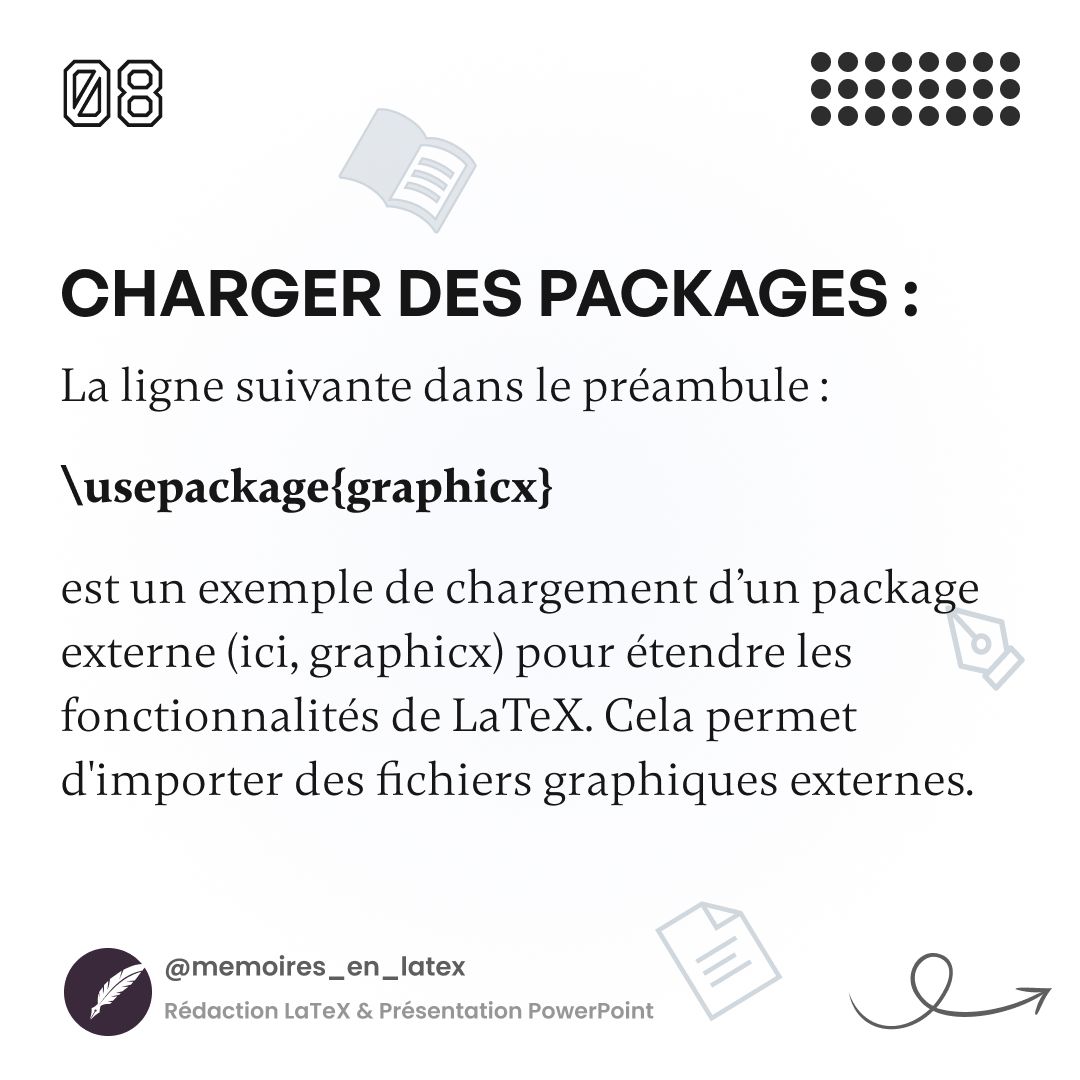 08
CHARGER DES PACKAGES :
La ligne suivante dans le préambule :
\usepackage{graphicx}
est un exemple de chargement d’un package
externe (ici, graphicx) pour étendre les
fonctionnalités de LaTeX. Cela permet
d'importer des fichiers graphiques externes.
@memoires_en_latex
Rédaction LaTeX & Présentation PowerPoint